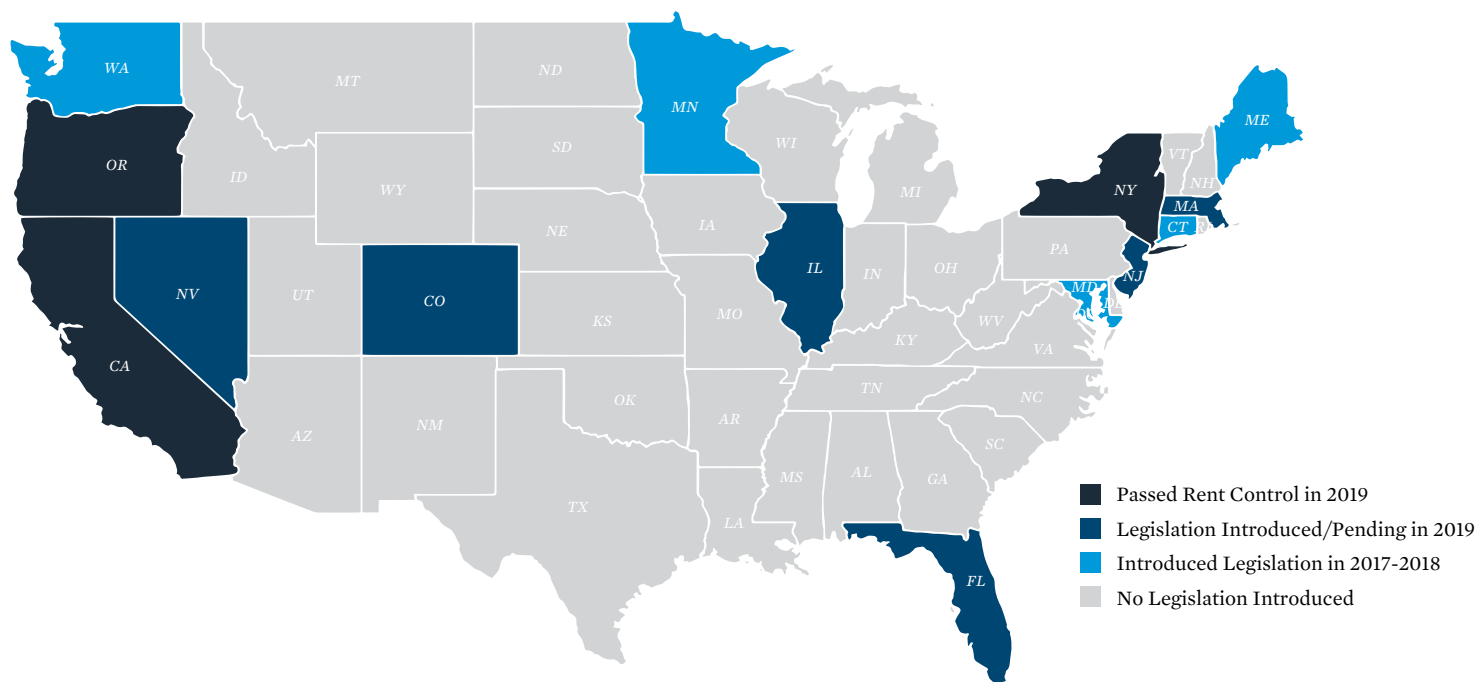 WA
MT
ND
MN
ME
OR
ID
WY
SD
WI
MI
NY
VT
NH
MA
CT
NV
UT
CO
NE
IA
IL
IN
OH
PA
NJ
MD
KS
MO
KY
WV
VA
CA
AZ
NM
OK
AR
TN
NC
SC
TX
LA
MS
AL
GA
FL
Passed Rent Control in 2019
Legislation Introduced/Pending in 2019
Introduced Legislation in 2017-2018
No Legislation Introduced